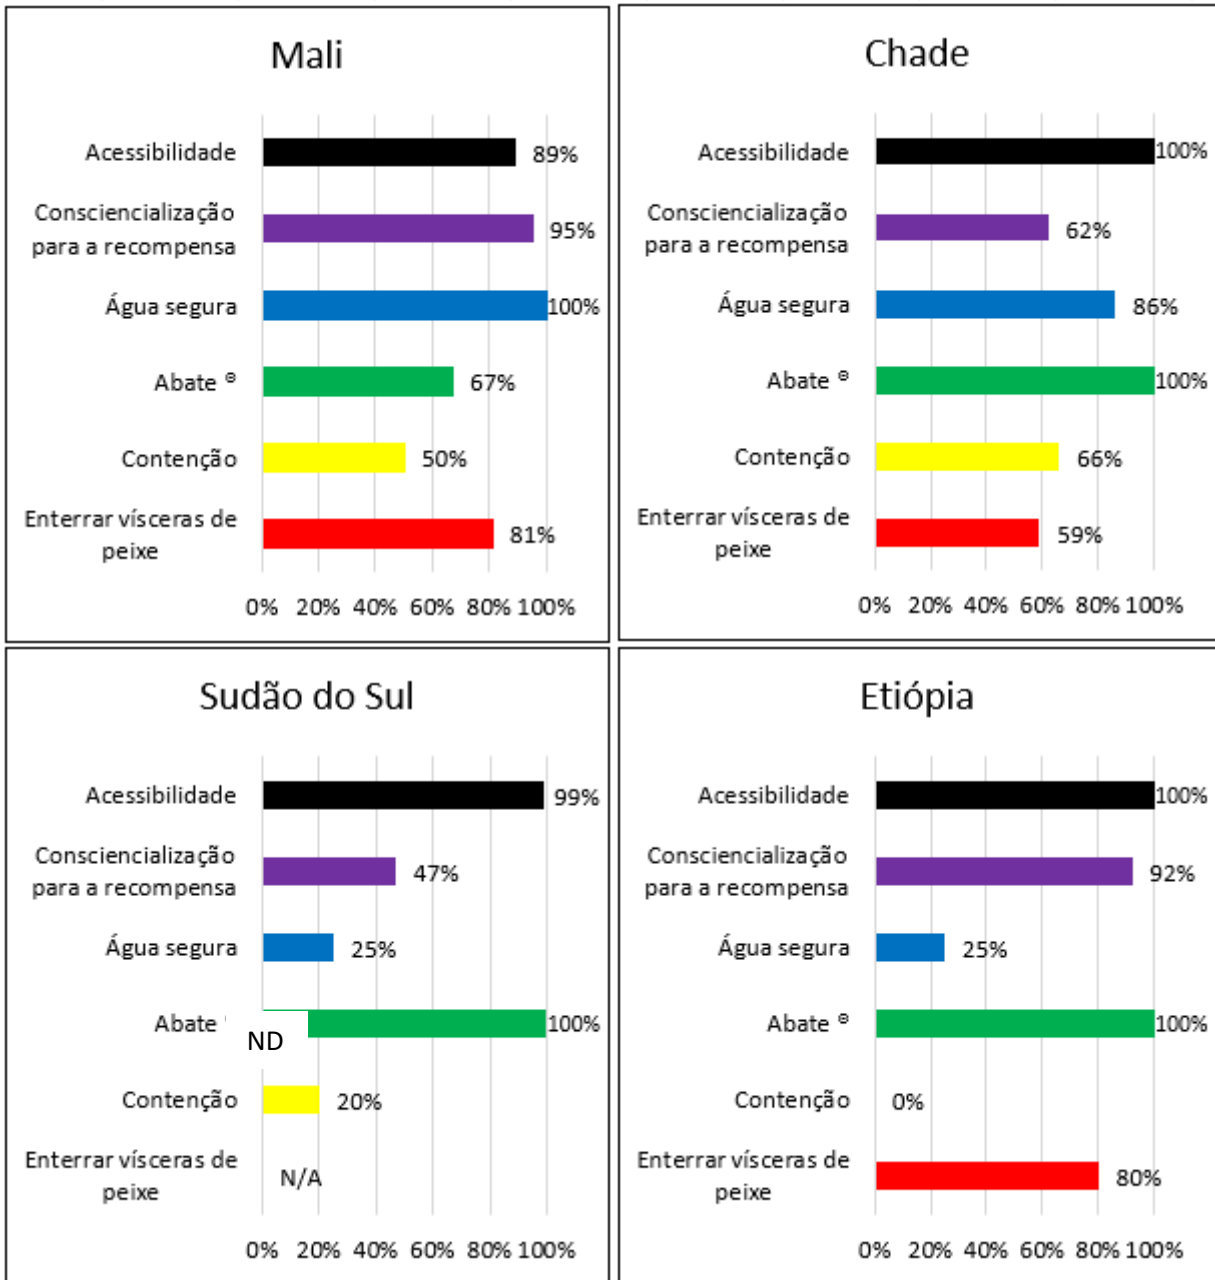 Mali
Acessibilidade
89%
Consciencialização
para a recompensa
95%
Água segura
100%
Abate ®
67%
Contenção
50%
Enterrar vísceras de
peixe
81%
0% 20% 40% 60% 80% 100%
Chade
Acessibilidade
100%
Consciencialização
para a recompensa
62%
Água segura
86%
Abate ®
100%
Contenção
66%
Enterrar vísceras de
peixe
59%
0% 20% 40% 60% 80% 100%
Sudão do Sul
Acessibilidade
99%
Consciencialização
para a recompensa
47%
Água segura
25%
Abate
ND
100%
Contenção
20%
Enterrar vísceras de
peixe
N/A
0% 20% 40% 60% 80% 100%
Etiópia
Acessibilidade
100%
Consciencialização
para a recompensa
92%
Água segura
25%
Abate ®
100%
Contenção
0%
Enterrar vísceras de
peixe
80%
0% 20% 40% 60% 80% 100%